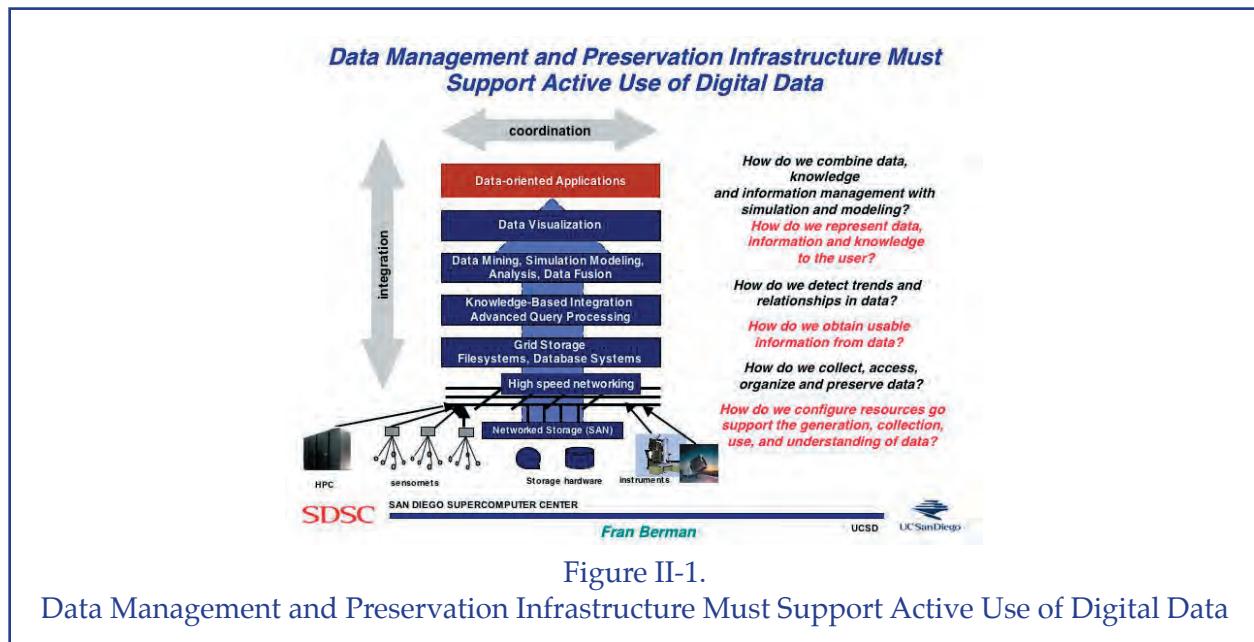 Data Management and Preservation Infrastructure Must
Support Active Use of Digital Data
coordination
integration
Data-oriented Applications
Data Visualization
Data Mining, Simulation Modeling,
Analysis, Data Fusion
Knowledge-Based Integration
Advanced Query Processing
Grid Storage
Filesystems, Database Systems
High speed networking
Networked Storage (SAN)
HPC
sensornets
Storage hardware
instruments
How do we combine data,
knowledge
and information management with
simulation and modeling?
How do we represent data,
information and knowledge
to the user?
How do we detect trends and
relationships in data?
How do we obtain usable
information from data?
How do we collect, access,
organize and preserve data?
How do we configure resources go
support the generation, collection,
use, and understanding of data?
SDSC
SAN DIEGO SUPERCOMPUTER CENTER
Fran Berman
UCSD
UC San Diego
Figure II-1.
Data Management and Preservation Infrastructure Must Support Active Use of Digital Data